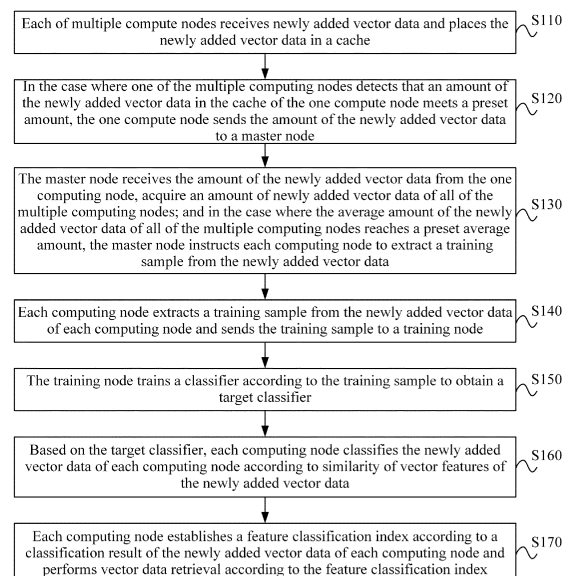 Each of multiple compute nodes receives newly added vector data and places the
newly added vector data in a cache
S110
In the case where one of the multiple computing nodes detects that an amount of
the newly added vector data in the cache of the one compute node meets a preset
amount, the one compute node sends the amount of the newly added vector data
to a master node
S120
The master node receives the amount of the newly added vector data from the one
computing node, acquire an amount of newly added vector data of all of the
multiple computing nodes; and in the case where the average amount of the newly
added vector data of all of the multiple computing nodes reaches a preset average
amount, the master node instructs each computing node to extract a training
sample from the newly added vector data
S130
Each computing node extracts a training sample from the newly added vector data
of each computing node and sends the training sample to a training node
S140
The training node trains a classifier according to the training sample to obtain a
target classifier
S150
Based on the target classifier, each computing node classifies the newly added
vector data of each computing node according to similarity of vector features of
the newly added vector data
S160
Each computing node establishes a feature classification index according to a
classification result of the newly added vector data of each computing node and
performs vector data retrieval according to the feature classification index
S170